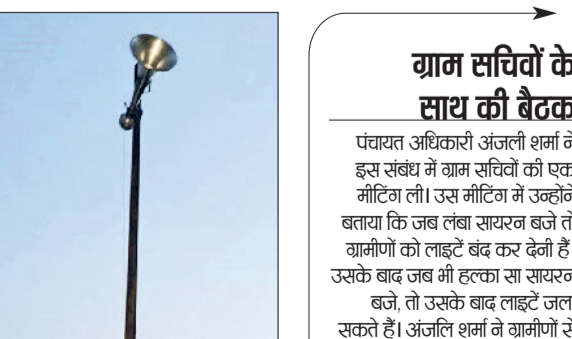 ग्राम सचिवों के
साथ की बैठक
पंचायत अधिकारी अंजली शर्मा ने
इस संबंध में ग्राम सचिवों की एक
मीटिंग ली। उस मीटिंग में उन्होंने
बताया कि जब लंबा सायरन बजे तो
ग्रामीणों को लाइटें बंद कर देनी हैं
उसके बाद जब भी हल्का सा सायरन
बजे, तो उसके बाद लाइटें जल
सकते हैं। अंजलि शर्मा ने ग्रामीणों से